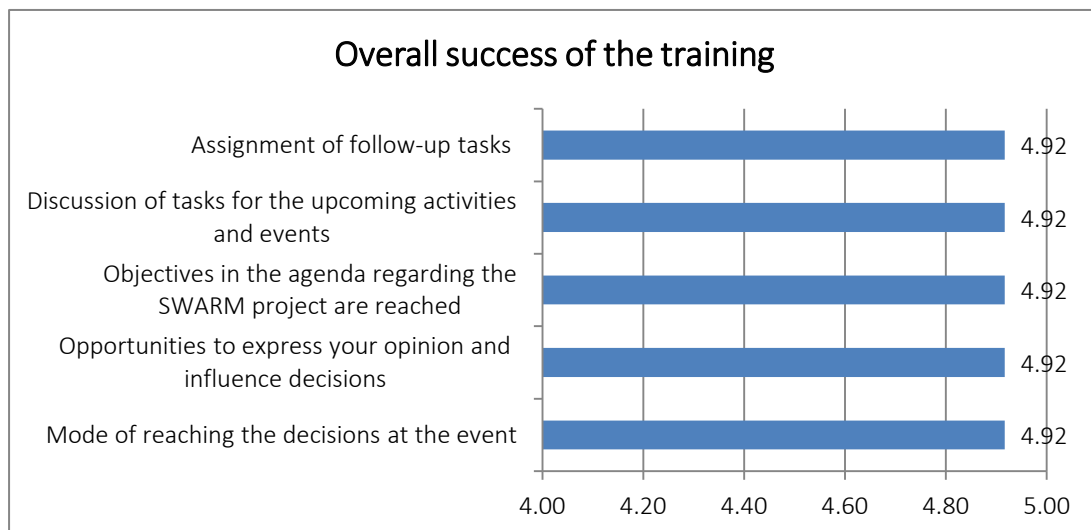 Overall success of the training
Assignment of follow-up tasks
4.92
Discussion of tasks for the upcoming activities
and events
4.92
Objectives in the agenda regarding the
SWARM project are reached
4.92
Opportunities to express your opinion and
influence decisions
4.92
Mode of reaching the decisions at the event
4.92
4.00 4.20 4.40 4.60 4.80 5.00